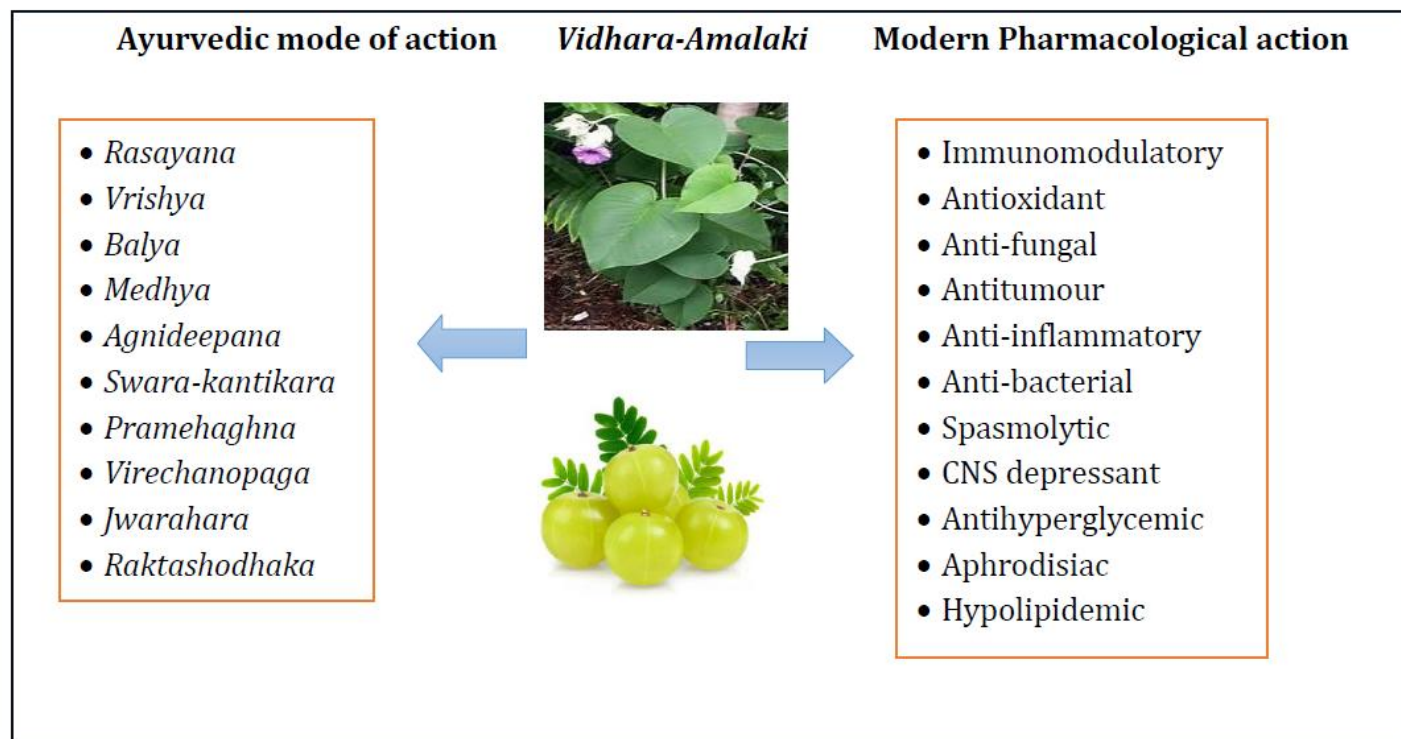 Ayurvedic mode of action Vidhara-Amalaki Modern Pharmacological action
• Rasayana
• Vrishya
• Balya
• Medhya
• Agnideepana
• Swara-kantikara
• Pramehaghna
• Virechanopaga
• Jwarahara
• Raktashodhaka
• Immunomodulatory
• Antioxidant
• Anti-fungal
• Antitumour
• Anti-inflammatory
• Anti-bacterial
• Spasmolytic
• CNS depressant
• Antihyperglycemic
• Aphrodisiac
• Hypolipidemic